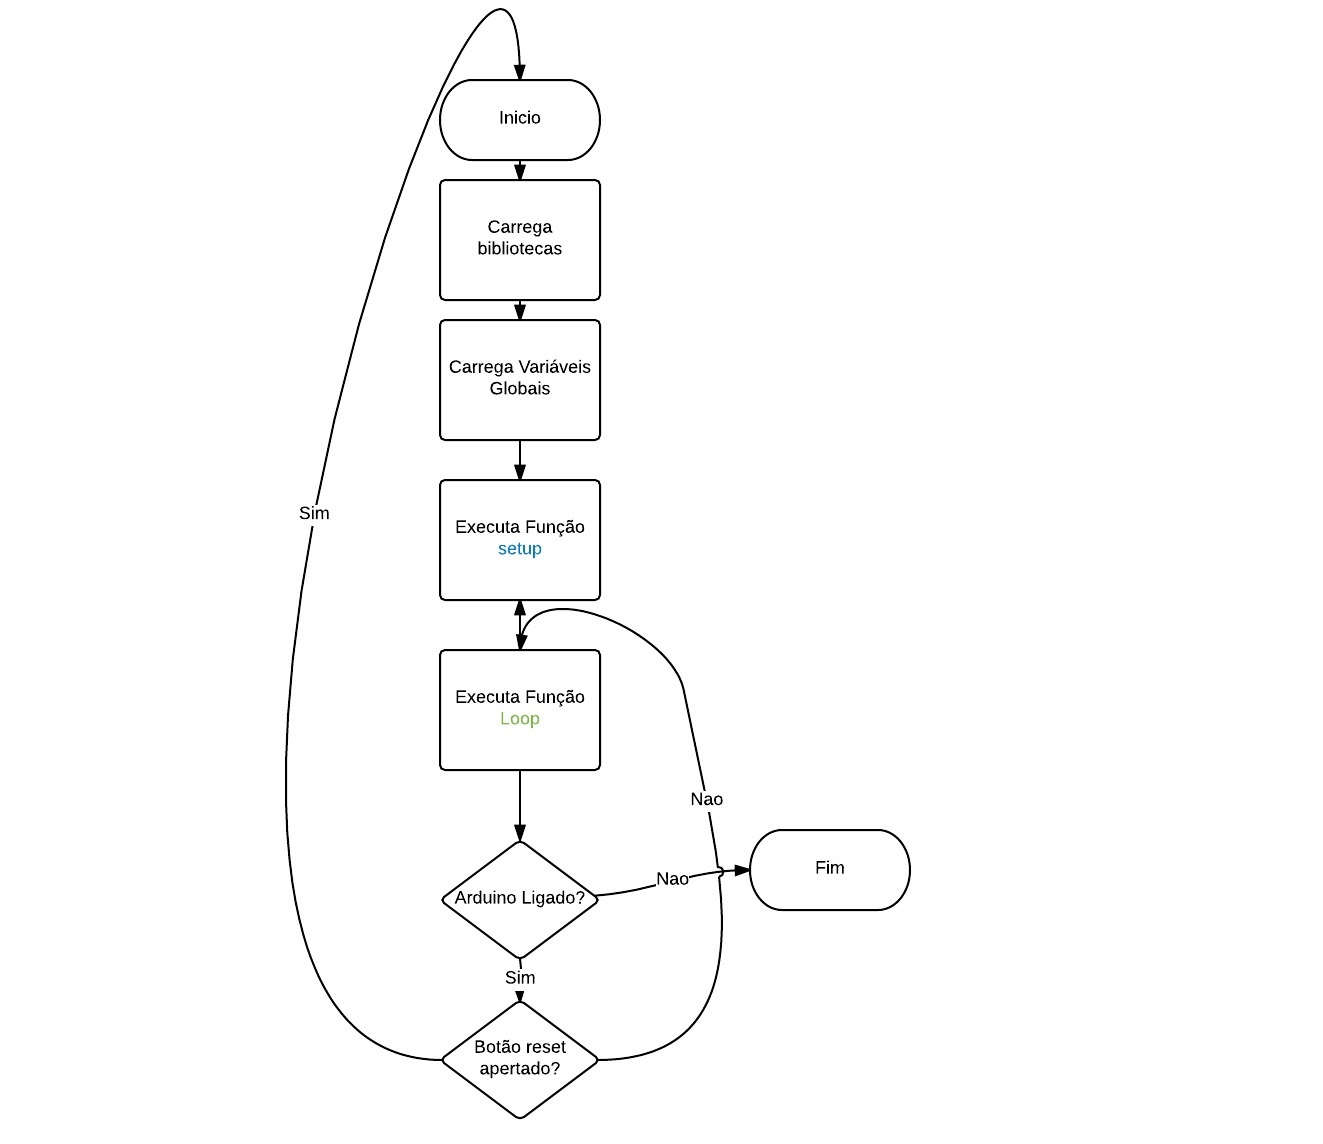 Inicio
Carrega
bibliotecas
Carrega Variáveis
Globais
Sim
Executa Função
setup
Executa Função
Loop
Nao
Fim
Nao
Arduino Ligado?
Sim
Botão reset
apertado?